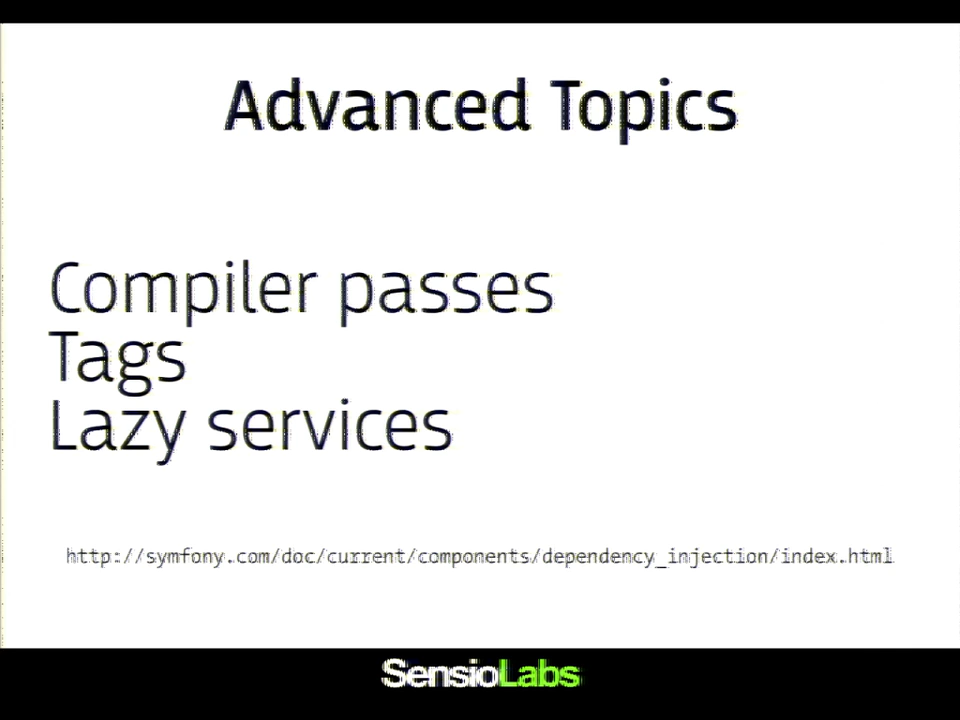 Advanced Topics
Compiler passes
Tags
Lazy services
http://symfony.com/doc/current/components/dependency_injection/index.html
SensioLabs